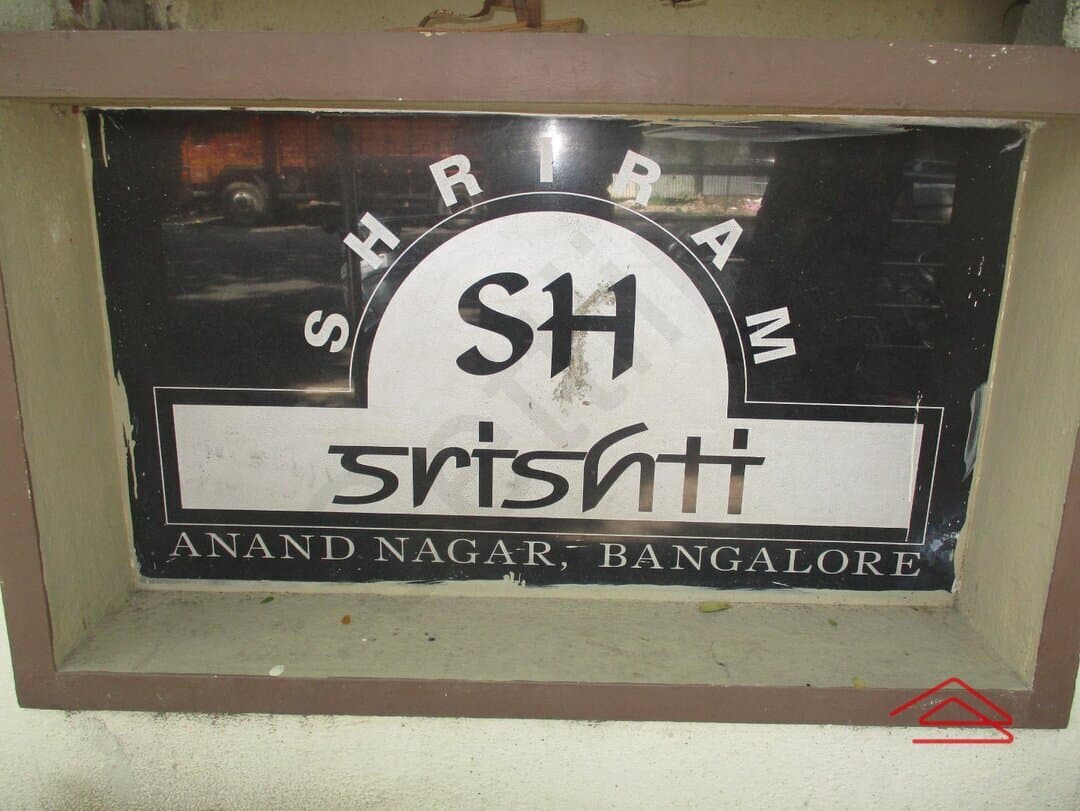 SHRIRAM
SH
srishti
ANAND NAGAR, BANGALORE